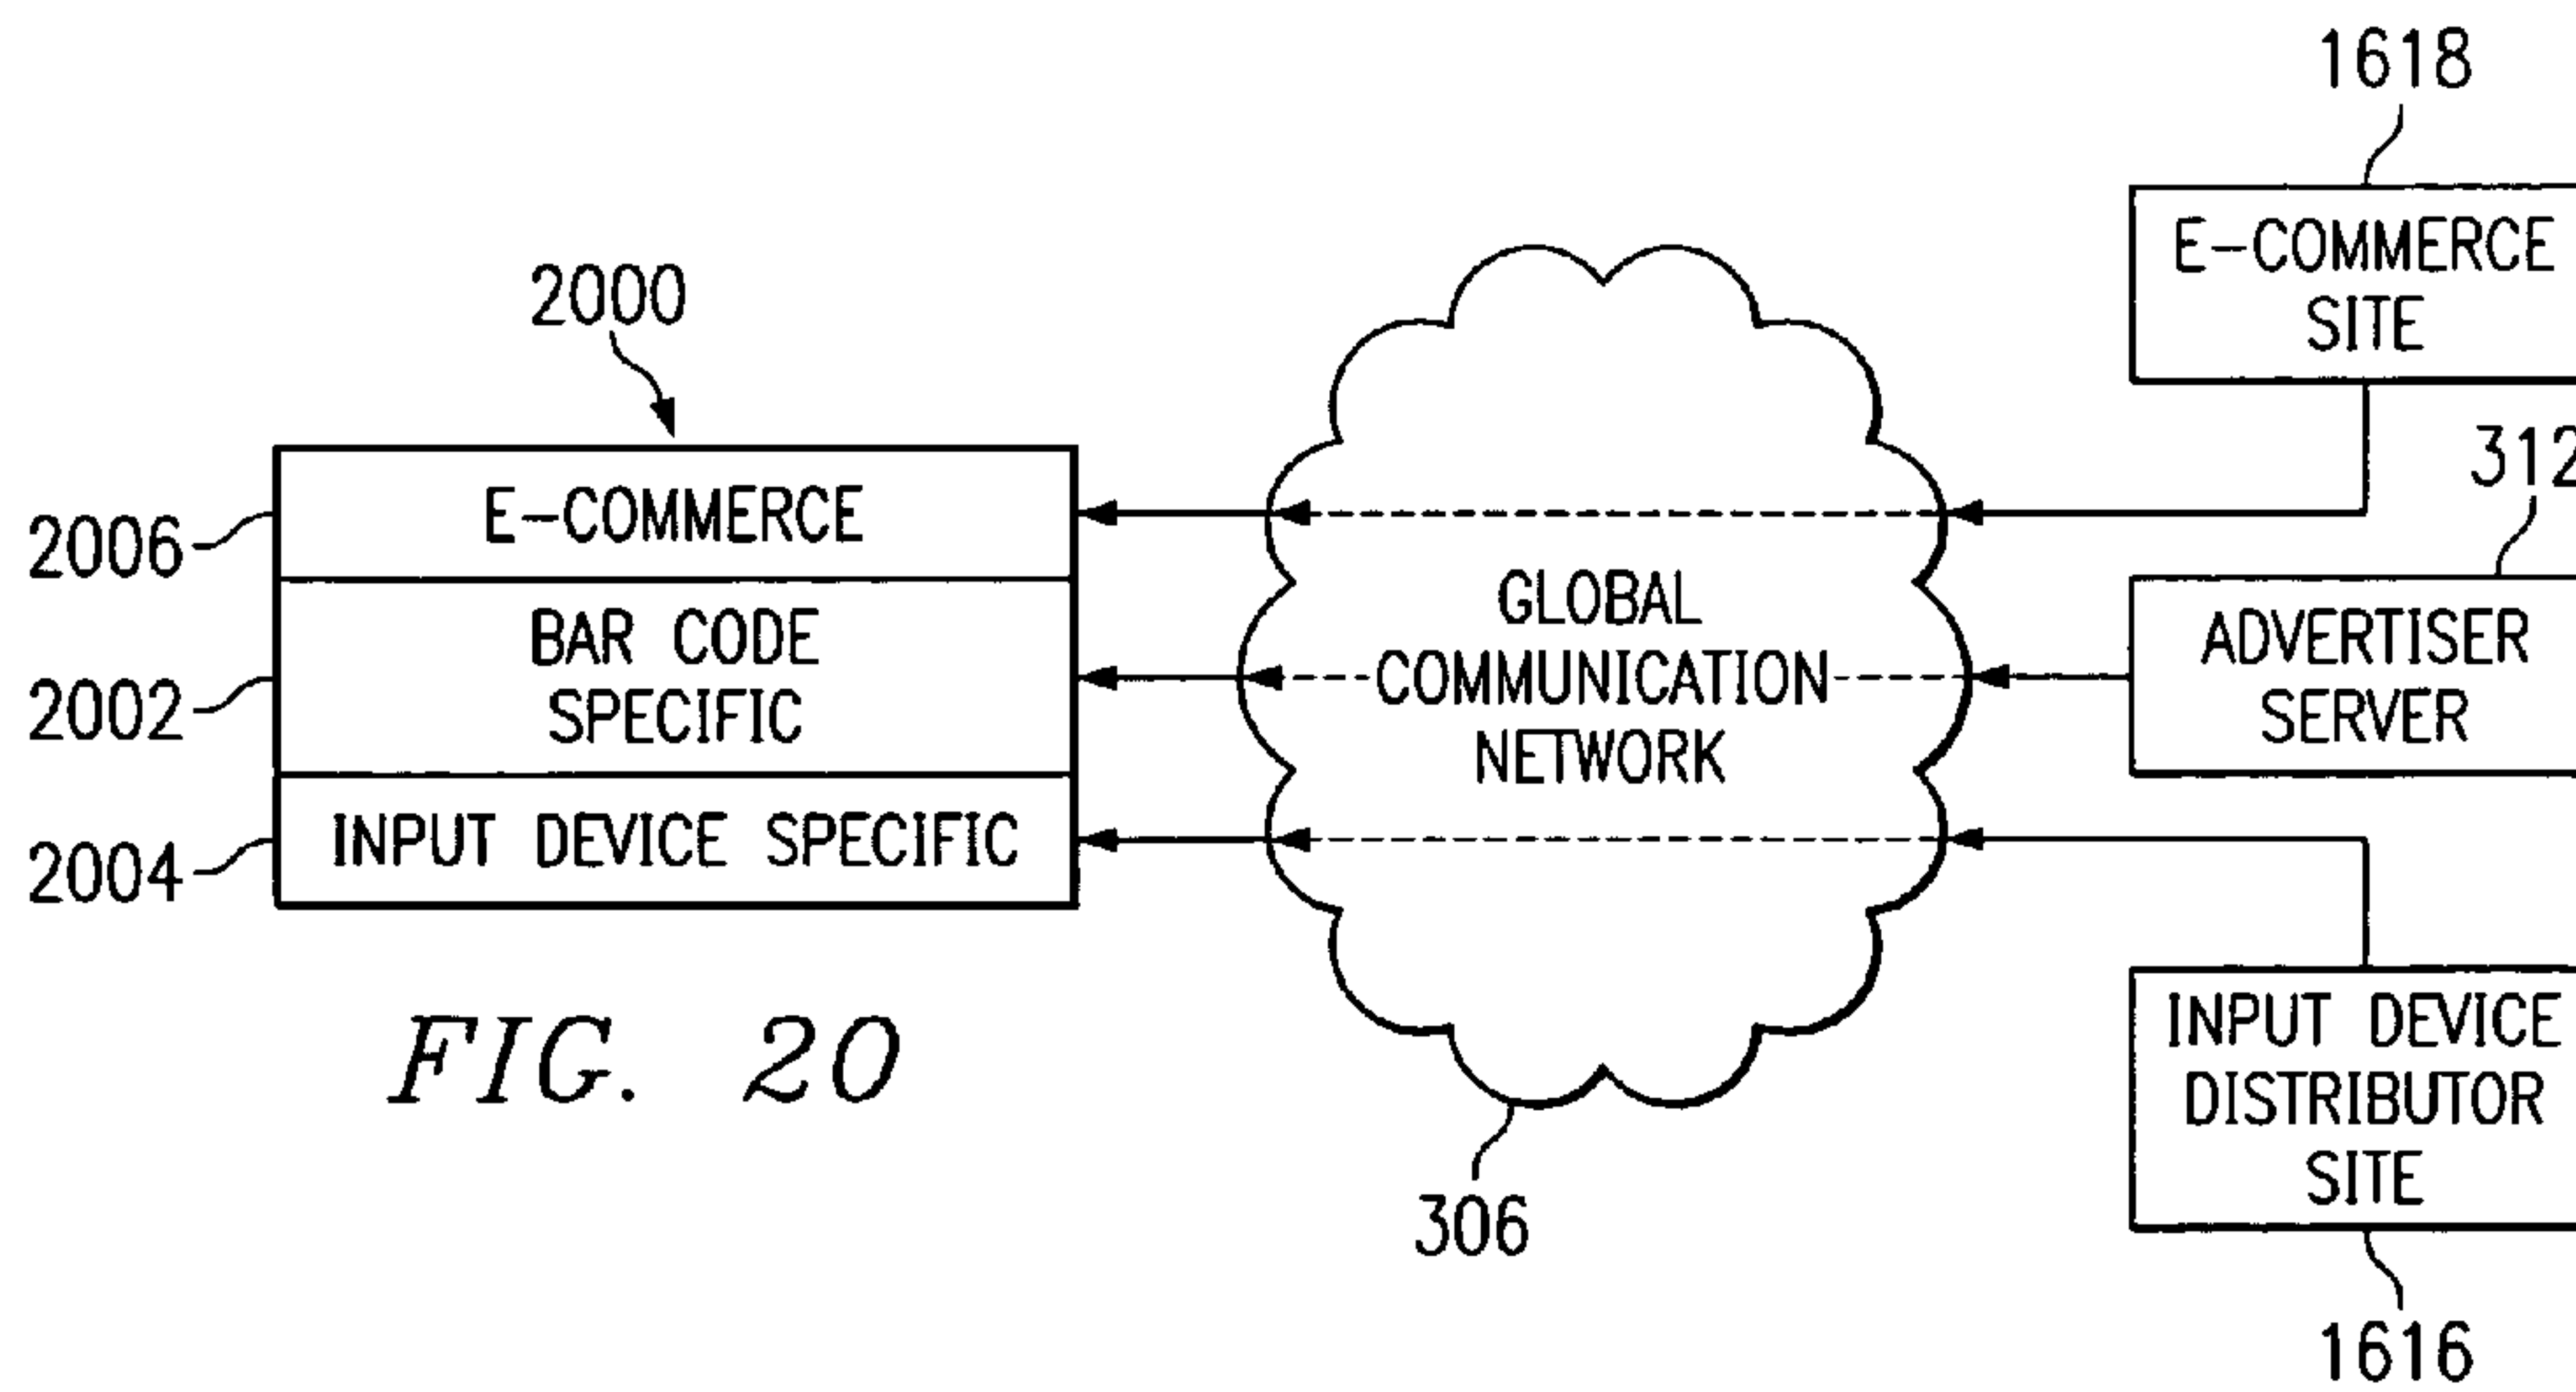 1618
E-COMMERCE
SITE
2000
312
2006
E-COMMERCE
2002
BAR CODE
SPECIFIC
2004
INPUT DEVICE SPECIFIC
GLOBAL
COMMUNICATION
NETWORK
ADVERTISER
SERVER
INPUT DEVICE
DISTRIBUTOR
SITE
FIG. 20
306
1616